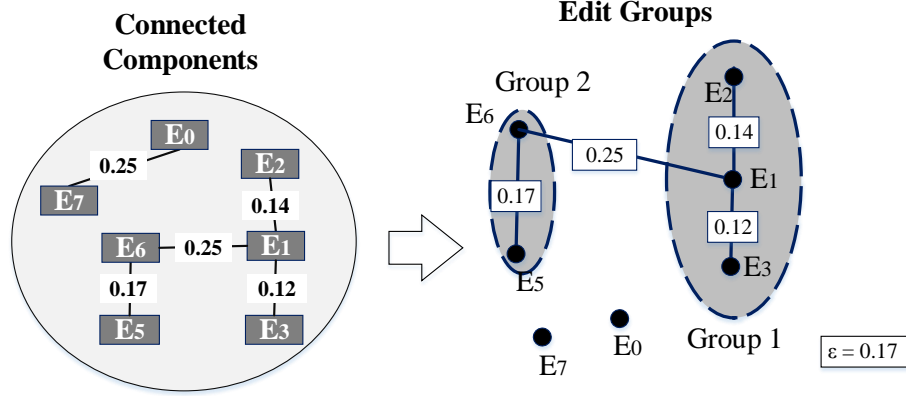 Connected
Components
E0
0.25
E7
E2
0.14
E6
0.25
E1
0.17
0.12
E5
E3
Edit Groups
Group 2
E6
E2
0.14
0.25
E1
0.17
0.12
E5
E3
E7
E0
Group 1
ε = 0.17